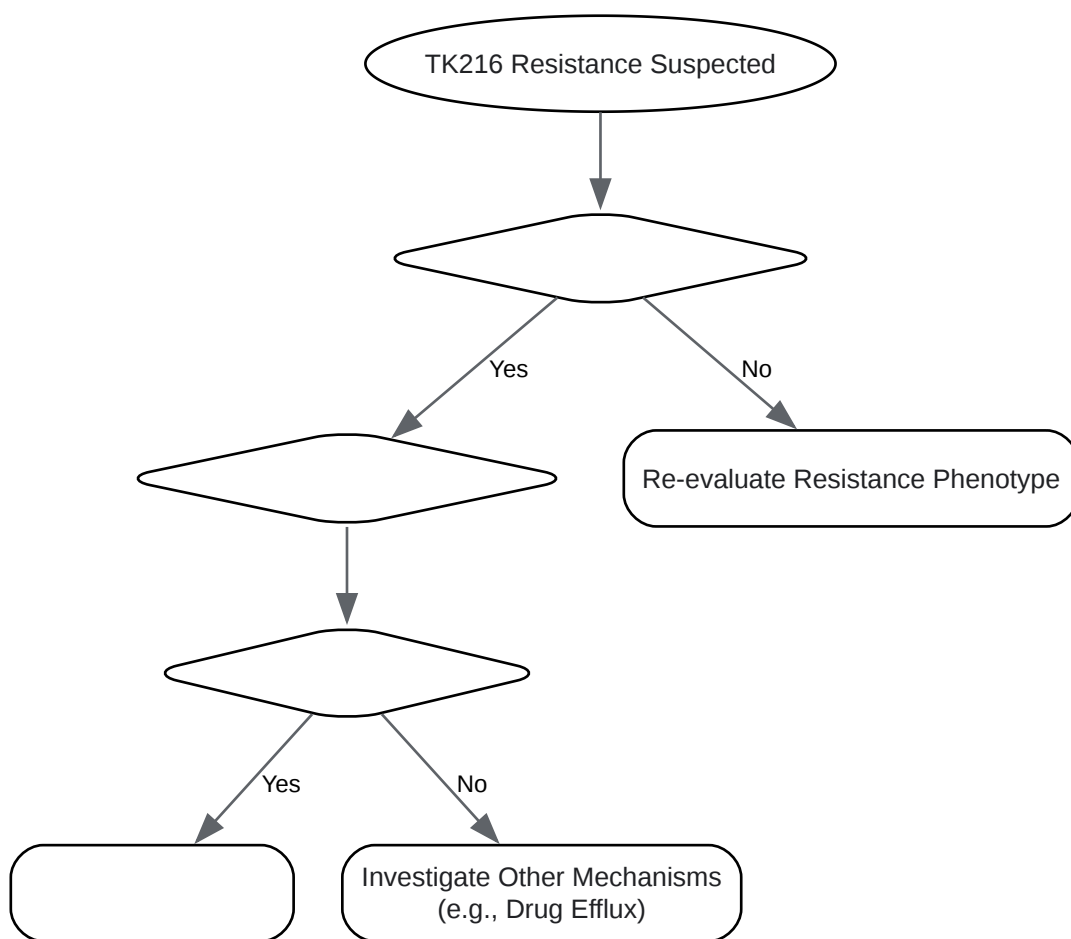 TK216 Resistance Suspected
Yes
No
Re-evaluate Resistance Phenotype
Yes
No
Investigate Other Mechanisms
(e.g., Drug Efflux)